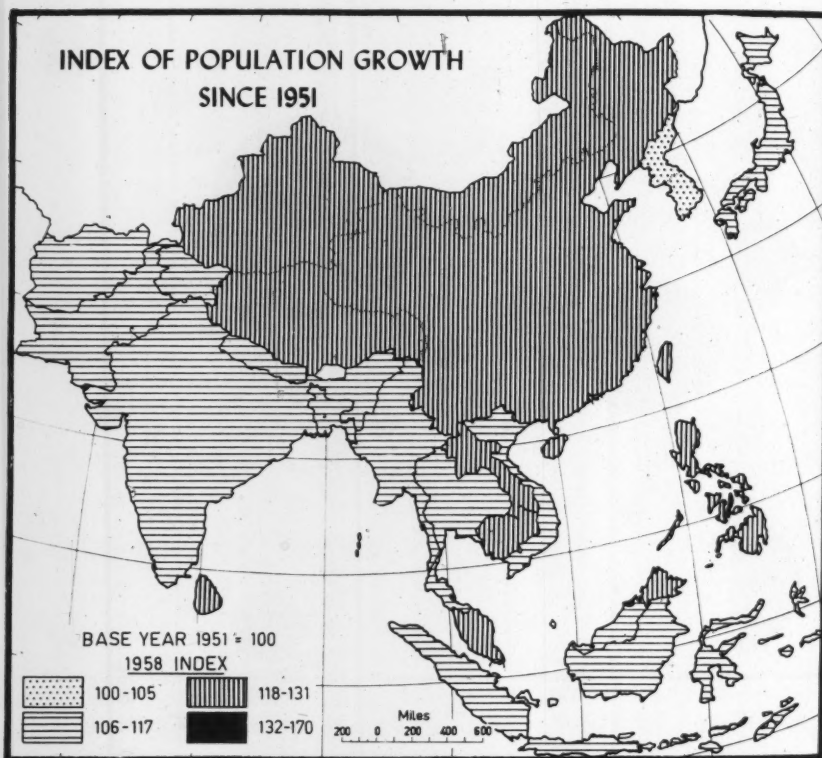 INDEX OF POPULATION GROWTH
SINCE 1951
BASE YEAR 1951 = 100
1958 INDEX
100-105
118-131
106-117
132-170
Miles
200 0 200 400 600